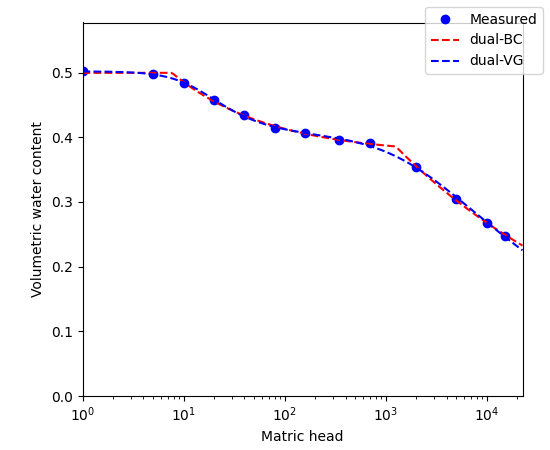 Measured
dual-BC
dual-VG
0.5
0.4
0.3
0.2
0.1
0.0
Volumetric water content
10⁰
10¹
10²
10³
10⁴
Matric head